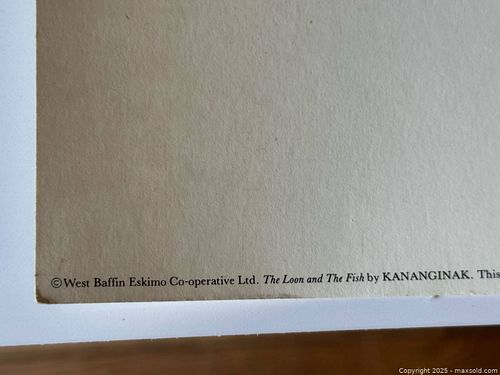 ©West Baffin Eskimo Co-operative Ltd. The Loon and The Fish by KANANGINAK. This
Copyright 2025 - maxsold.com